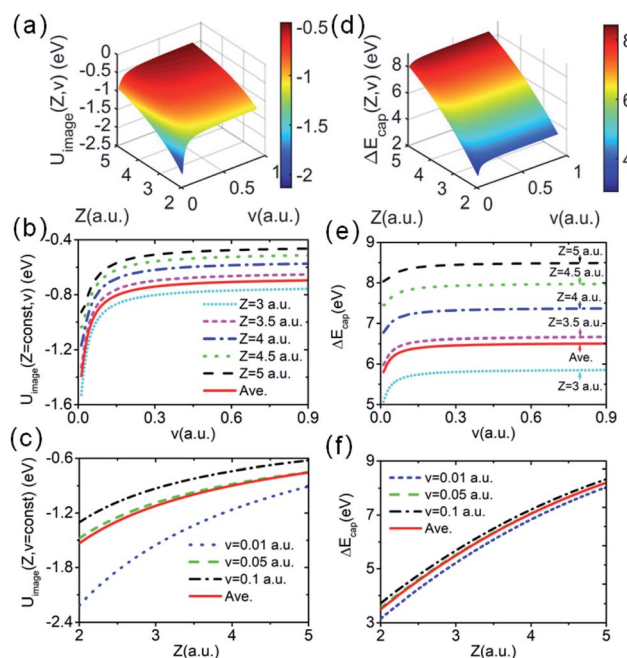 (a)
U_image(Z,v) (eV)
0
-0.5
-1
-1.5
-2
-2.5
5
4
3
2
0
0.5
1
Z(a.u.)
v(a.u.)
-0.5
-1
-1.5
-2
(d)
ΔE_cap(Z,v) (eV)
8
6
4
2
5
4
3
2
0
0.5
1
Z(a.u.)
v(a.u.)
8
6
4
(b)
U_image(Z=const,v) (eV)
-0.4
-0.8
-1.2
-1.6
0.0
0.3
0.6
0.9
v(a.u.)
Z=3 a.u.
Z=3.5 a.u.
Z=4 a.u.
Z=4.5 a.u.
Z=5 a.u.
Ave.
(e)
ΔE_cap(eV)
9
8
7
6
5
0.0
0.3
0.6
0.9
v(a.u.)
Z=5 a.u.
Z=4.5 a.u.
Z=4 a.u.
Z=3.5 a.u.
Ave.
Z=3 a.u.
(c)
U_image(Z,v=const) (eV)
-0.6
-1.2
-1.8
-2.4
2
3
4
5
Z(a.u.)
v=0.01 a.u.
v=0.05 a.u.
v=0.1 a.u.
Ave.
(f)
ΔE_cap(eV)
9
7
5
3
2
3
4
5
Z(a.u.)
v=0.01 a.u.
v=0.05 a.u.
v=0.1 a.u.
Ave.